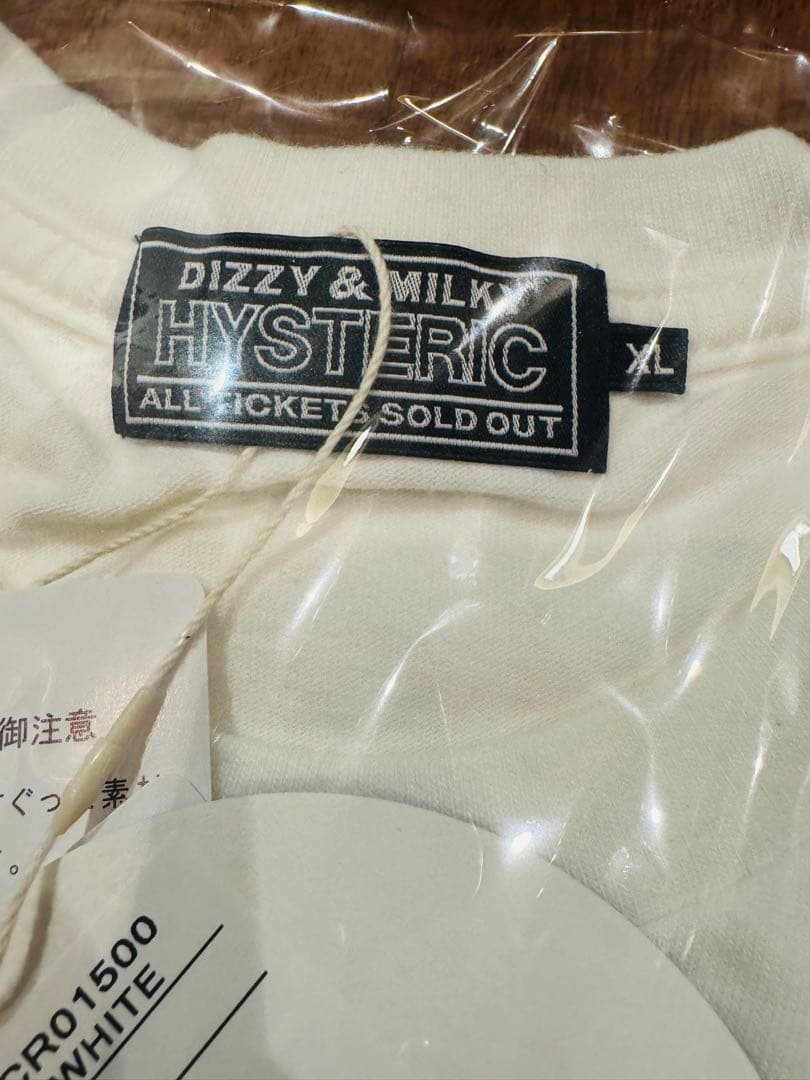 DIZZY & MILKY
HYSTERIC
ALL TICKETS SOLD OUT
XL
御注意
CR01500
WHITE